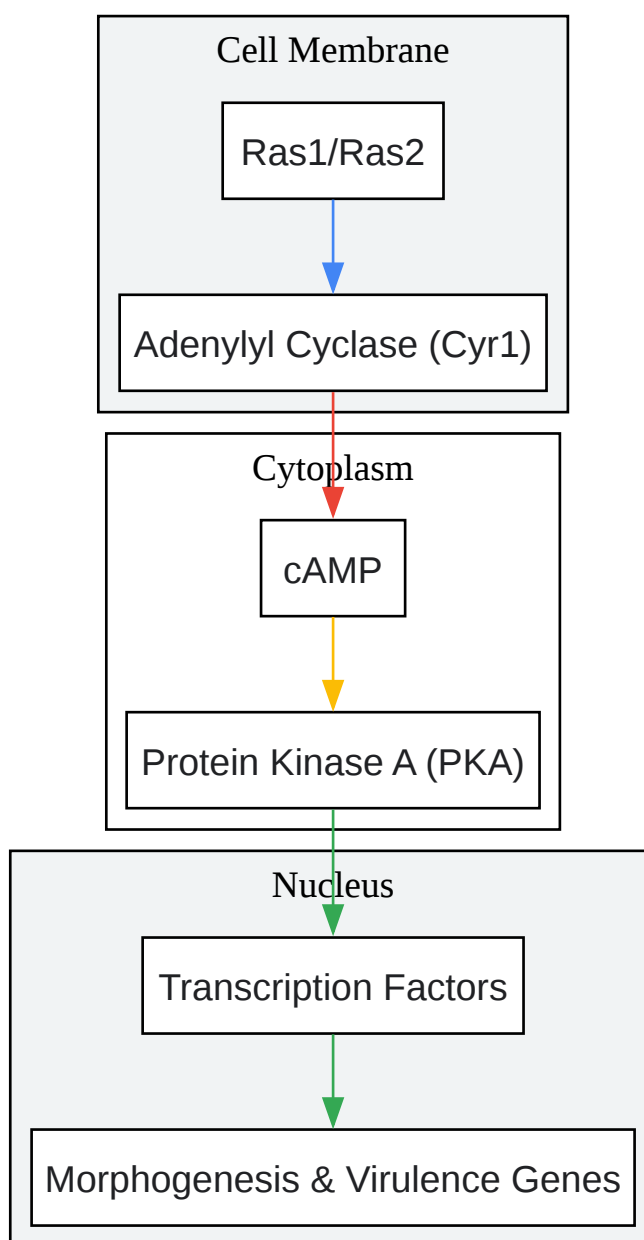 Cell Membrane
Ras1/Ras2
Adenylyl Cyclase (Cyr1)
Cytoplasm
cAMP
Protein Kinase A (PKA)
Nucleus
Transcription Factors
Morphogenesis & Virulence Genes